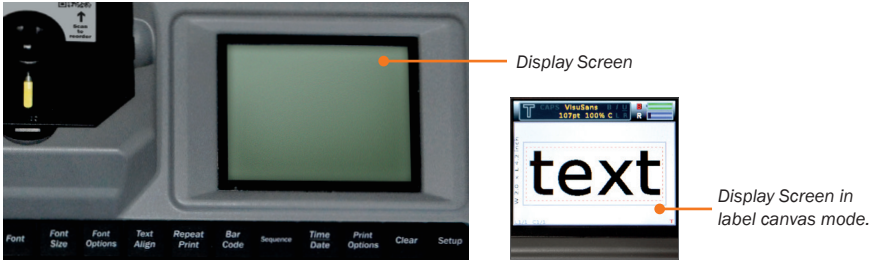 Scan
to
reorder
Display Screen
T CAPS VisuSans B I U B
107pt 100% C L R R
text
Display Screen in
label canvas mode.
Font
Font
Size
Font
Options
Text
Align
Repeat
Print
Bar
Code
Sequence
Time
Date
Print
Options
Clear
Setup